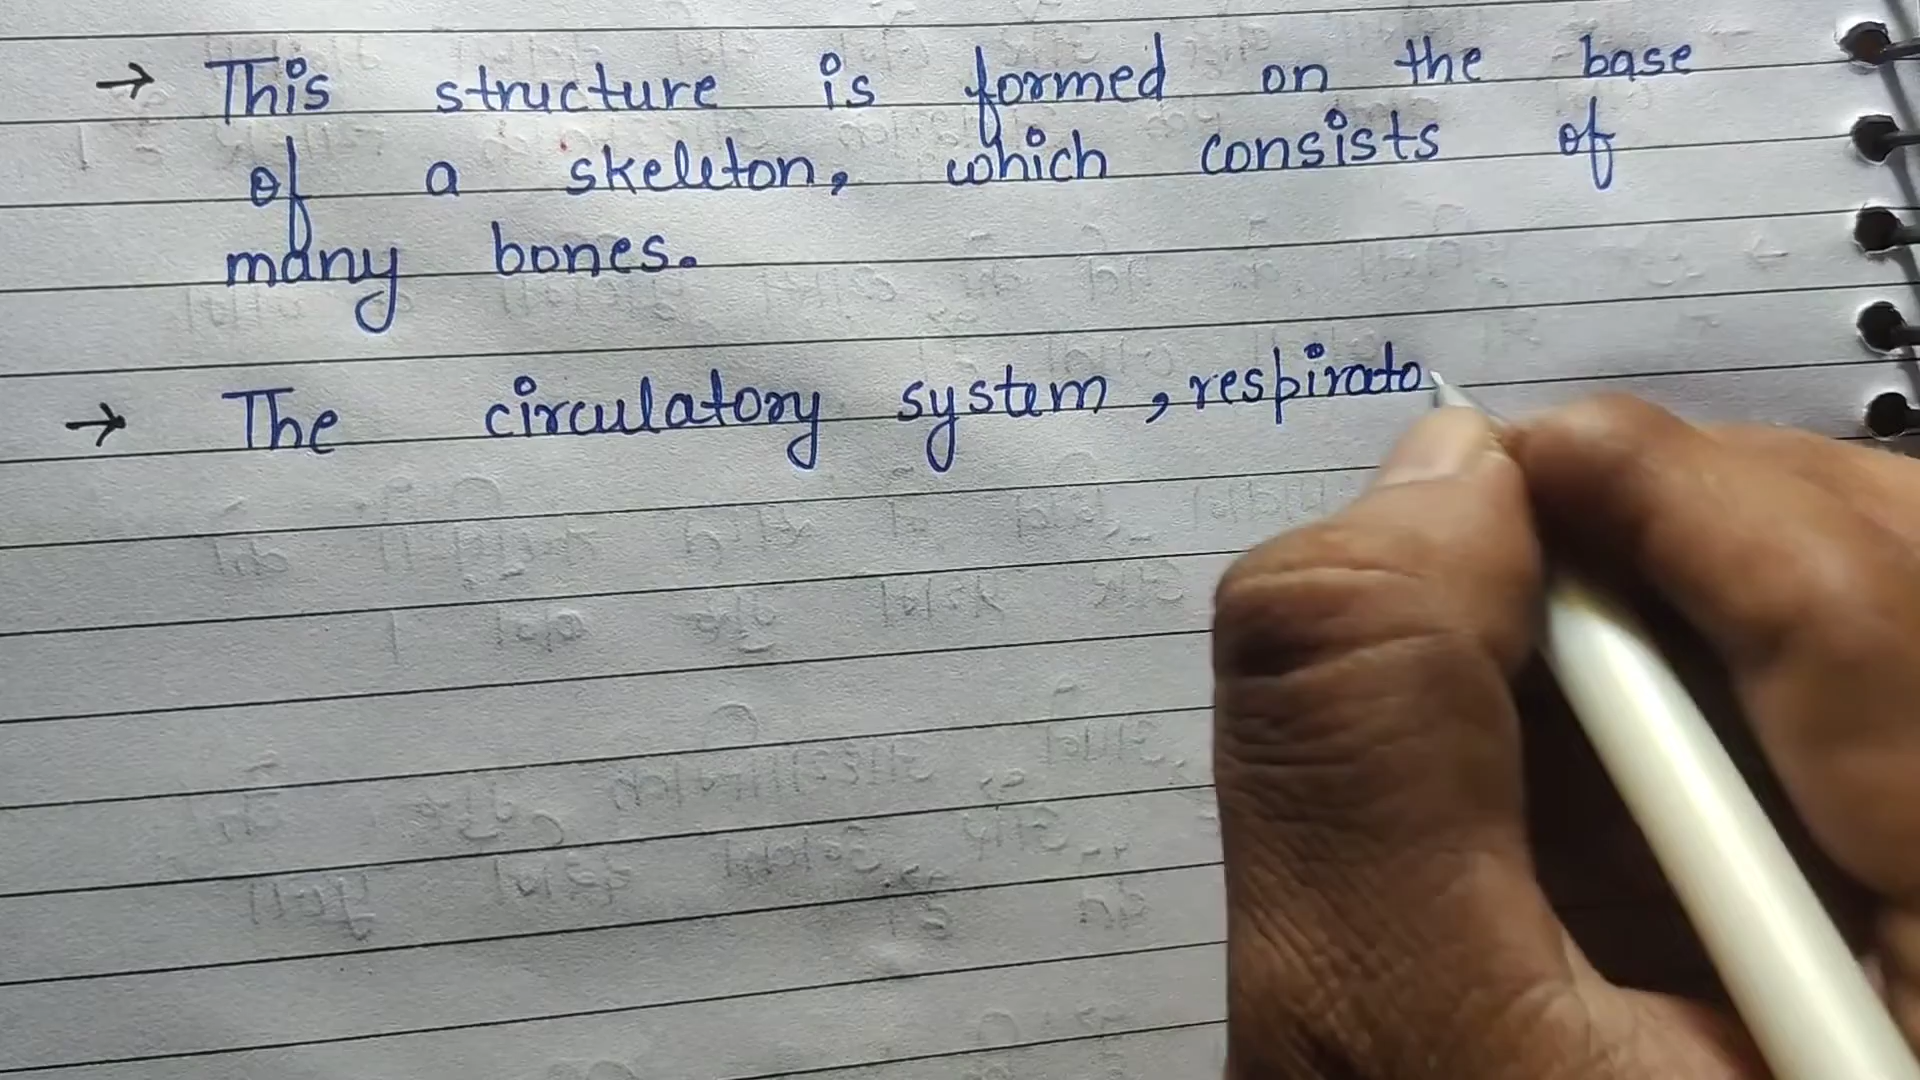 → This structure is formed on the base
of a skeleton, which consists of
many bones.
→ The circulatory system, respirato